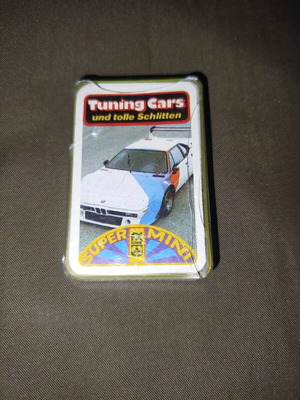 Tuning Cars
und tolle Schlitten
SUPER MINI